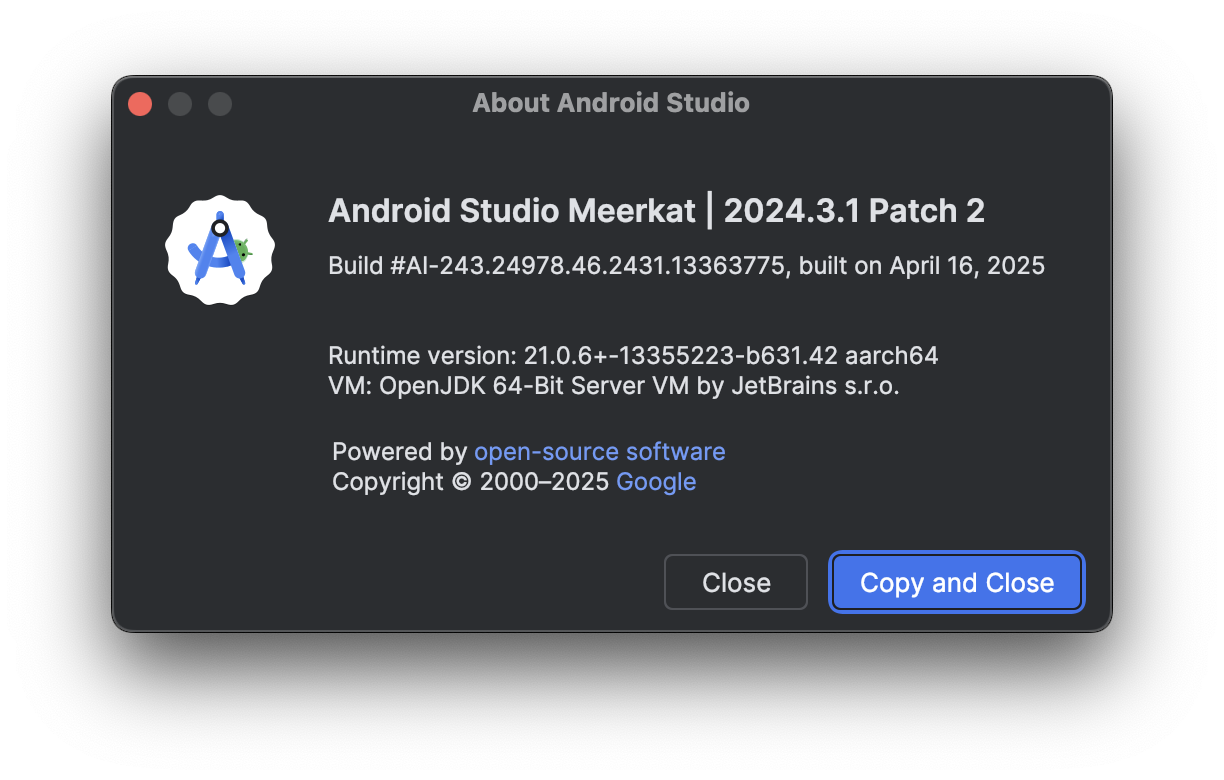 About Android Studio
Android Studio Meerkat | 2024.3.1 Patch 2
Build #AI-243.24978.46.2431.13363775, built on April 16, 2025
Runtime version: 21.0.6+-13355223-b631.42 aarch64
VM: OpenJDK 64-Bit Server VM by JetBrains s.r.o.
Powered by open-source software
Copyright © 2000–2025 Google
Close
Copy and Close